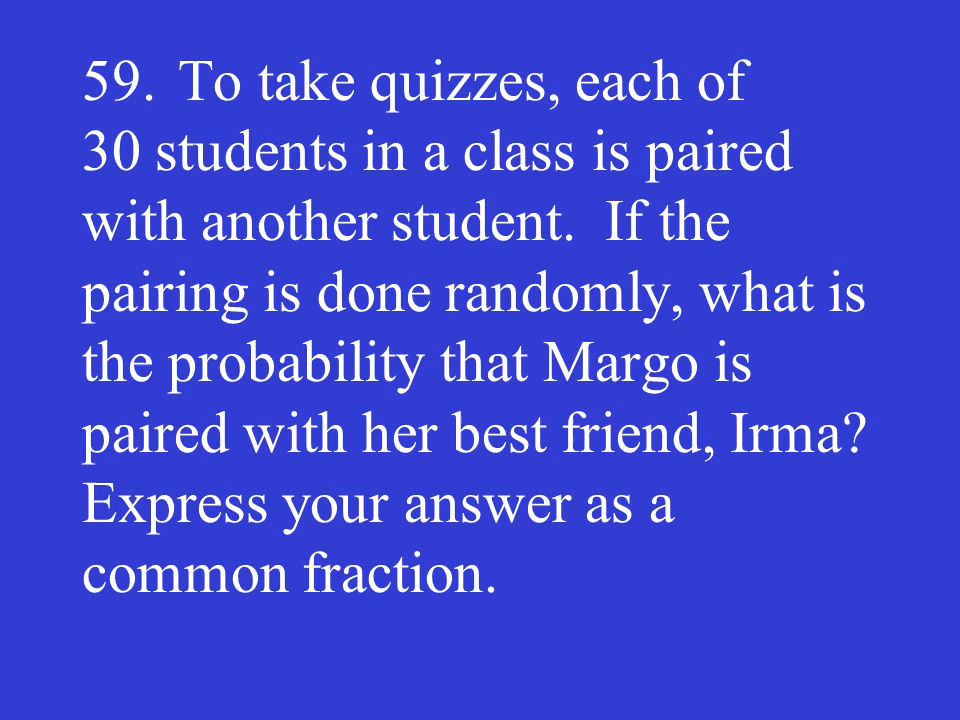 59. To take quizzes, each of
30 students in a class is paired
with another student. If the
pairing is done randomly, what is
the probability that Margo is
paired with her best friend, Irma?
Express your answer as a
common fraction.